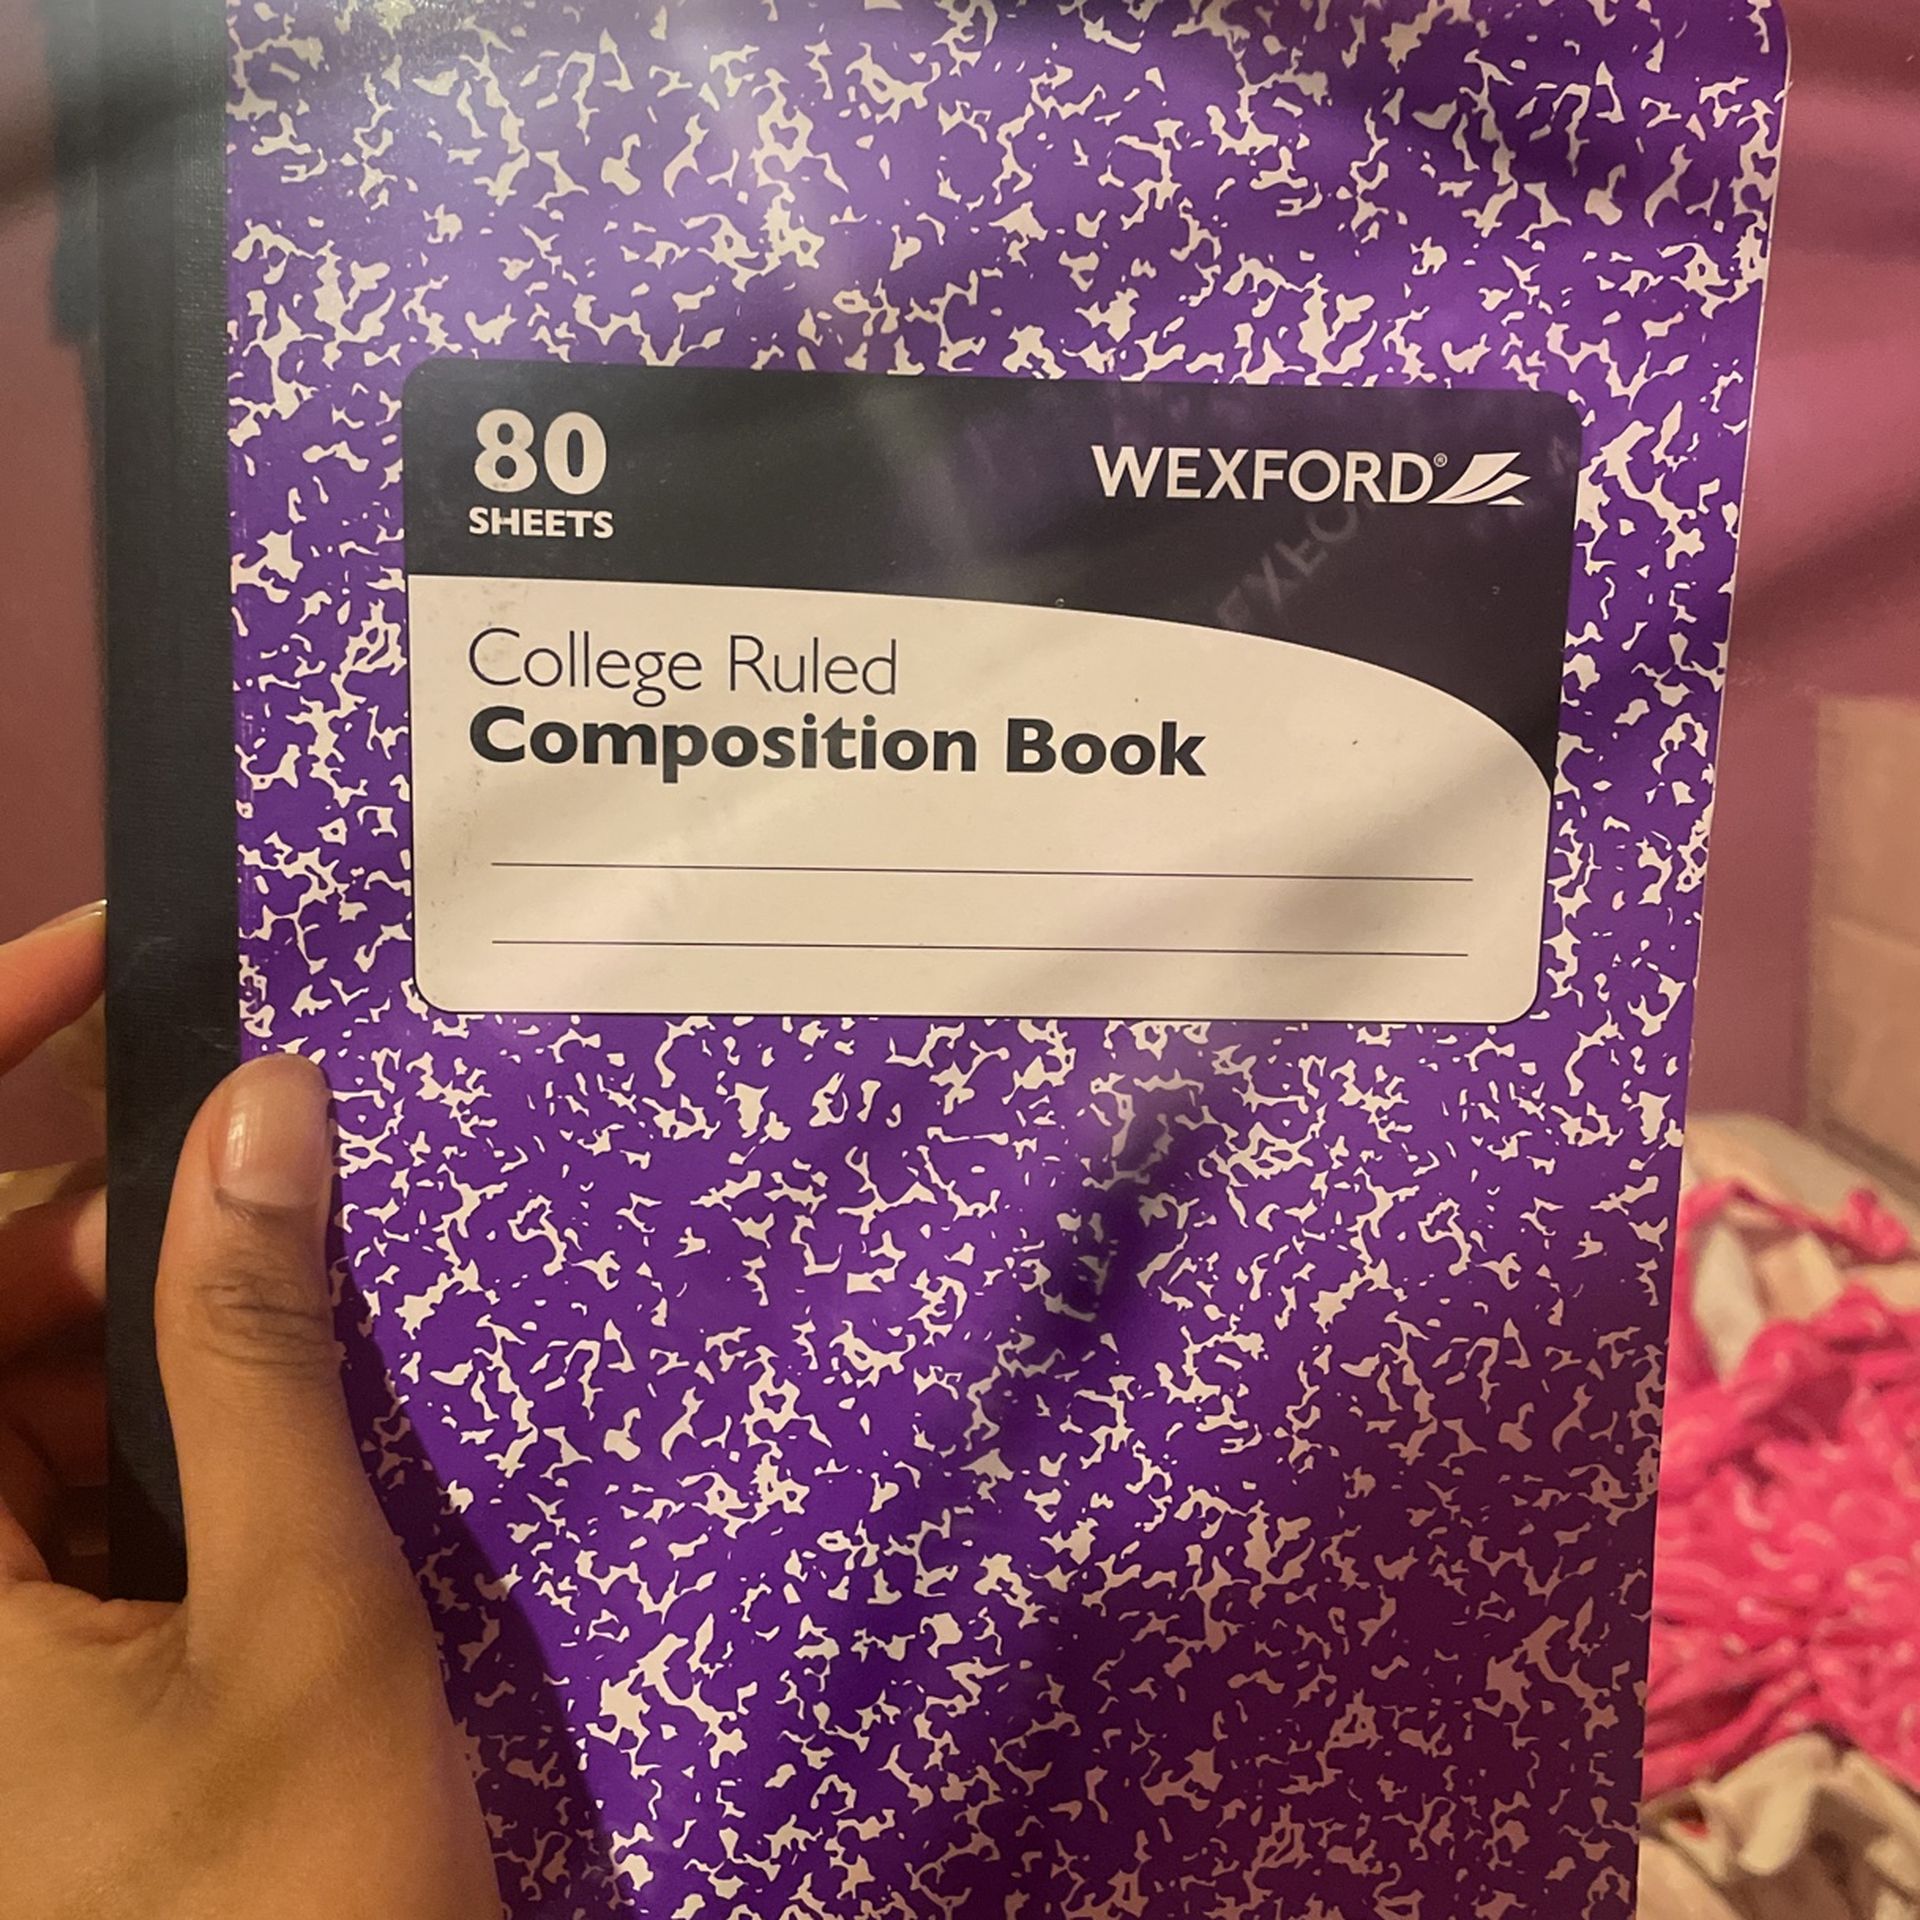 80
SHEETS
WEXFORD®
College Ruled
Composition Book